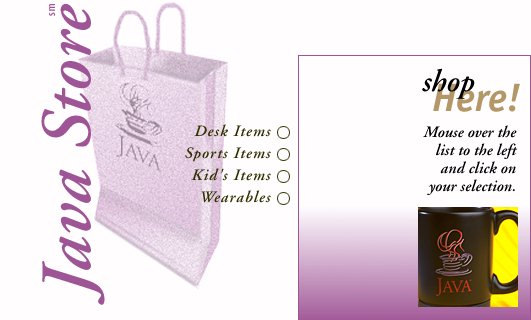 Java Store sm
JAVA
Desk Items
Sports Items
Kid's Items
Wearables
shop
Here!
Mouse over the
list to the left
and click on
your selection.
JAVA